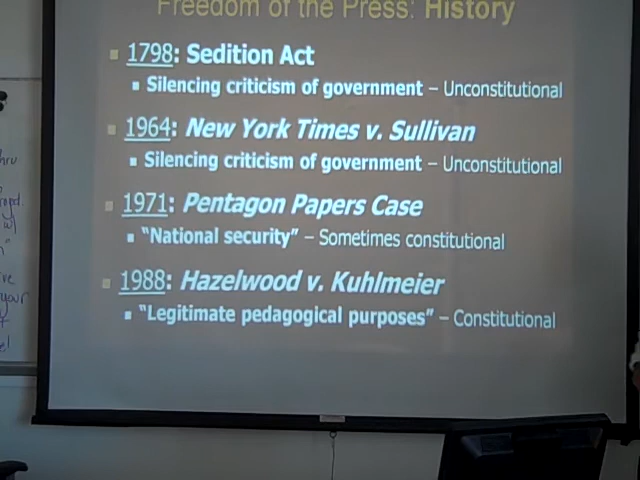 Freedom of the Press: History
1798: Sedition Act
Silencing criticism of government – Unconstitutional
1964: New York Times v. Sullivan
Silencing criticism of government – Unconstitutional
1971: Pentagon Papers Case
"National security" – Sometimes constitutional
1988: Hazelwood v. Kuhlmeier
"Legitimate pedagogical purposes" – Constitutional
your